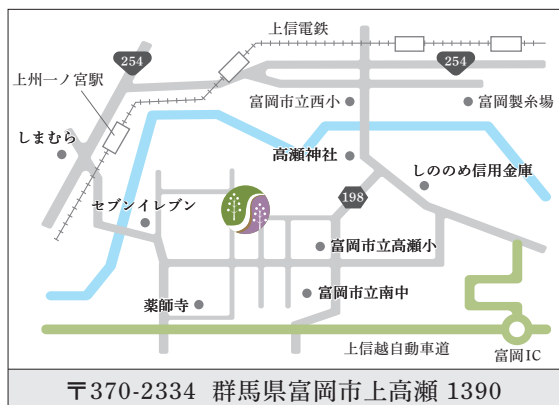 上信電鉄
254
254
上州一ノ宮駅
富岡市立西小
富岡製糸場
しまむら
高瀬神社
しののめ信用金庫
セブンイレブン
198
富岡市立高瀬小
薬師寺
富岡市立南中
上信越自動車道
富岡IC
〒370-2334 群馬県富岡市上高瀬 1390